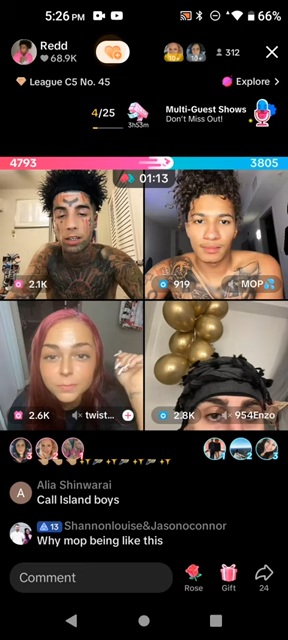 5:26 PM
66%
Redd
68.9K
312
League C5 No. 45
Explore >
4/25
3h53m
Multi-Guest Shows
Don't Miss Out!
4793
3805
01:13
2.1K
919
MOP💦
2.6K
twist...
2.8K
954Enzo
Alia Shinwarai
A
Call Island boys
13 Shannonlouise&Jasonoconnor
Why mop being like this
Comment
Rose
Gift
24